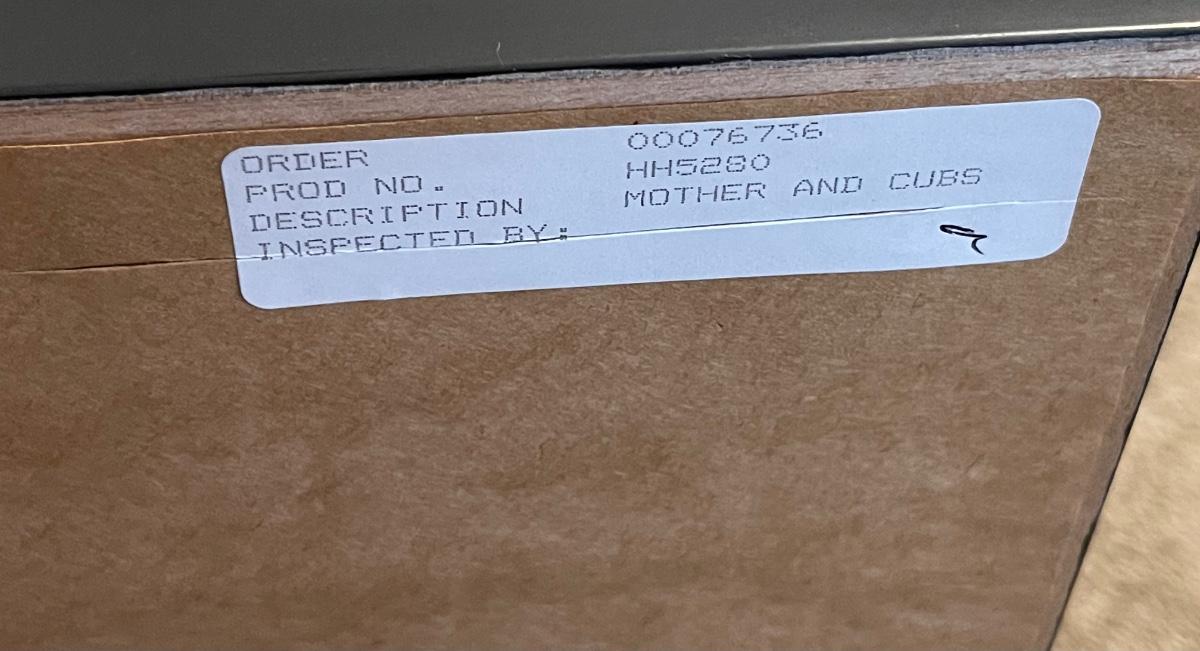 ORDER 00076736
PROD NO. HH5280
DESCRIPTION MOTHER AND CUBS
INSPECTED BY: